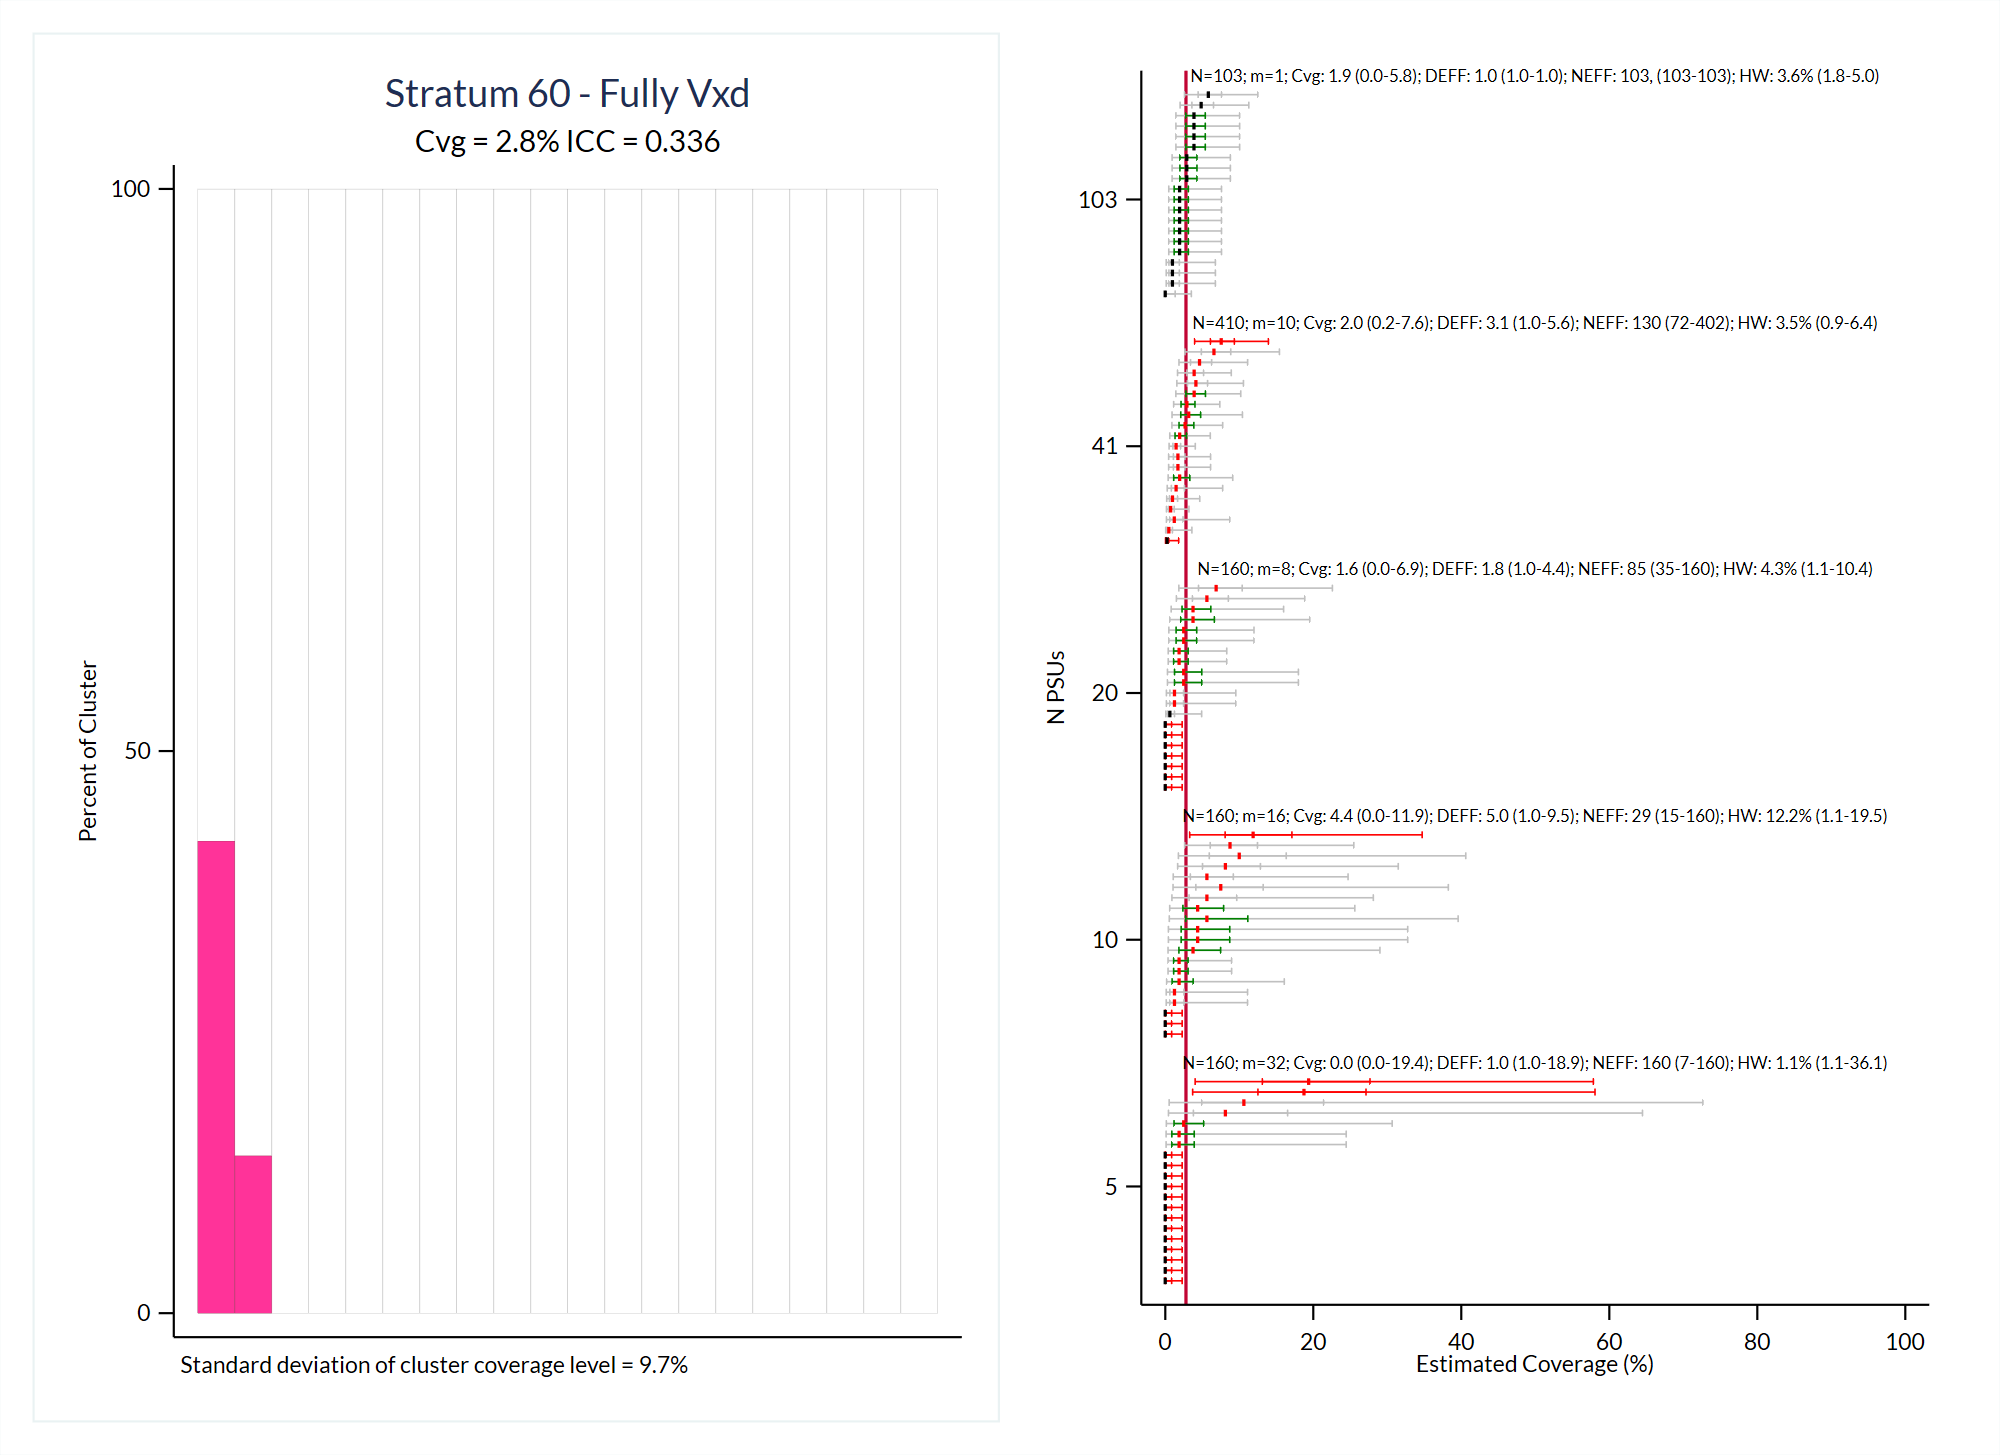 Stratum 60 - Fully Vxd
Cvg = 2.8% ICC = 0.336
100
50
0
Percent of Cluster
Standard deviation of cluster coverage level = 9.7%
N=103; m=1; Cvg: 1.9 (0.0-5.8); DEFF: 1.0 (1.0-1.0); NEFF: 103, (103-103); HW: 3.6% (1.8-5.0)
103
N=410; m=10; Cvg: 2.0 (0.2-7.6); DEFF: 3.1 (1.0-5.6); NEFF: 130 (72-402); HW: 3.5% (0.9-6.4)
41
N=160; m=8; Cvg: 1.6 (0.0-6.9); DEFF: 1.8 (1.0-4.4); NEFF: 85 (35-160); HW: 4.3% (1.1-10.4)
N PSUs
20
N=160; m=16; Cvg: 4.4 (0.0-11.9); DEFF: 5.0 (1.0-9.5); NEFF: 29 (15-160); HW: 12.2% (1.1-19.5)
10
N=160; m=32; Cvg: 0.0 (0.0-19.4); DEFF: 1.0 (1.0-18.9); NEFF: 160 (7-160); HW: 1.1% (1.1-36.1)
5
0 20 40 60 80 100
Estimated Coverage (%)